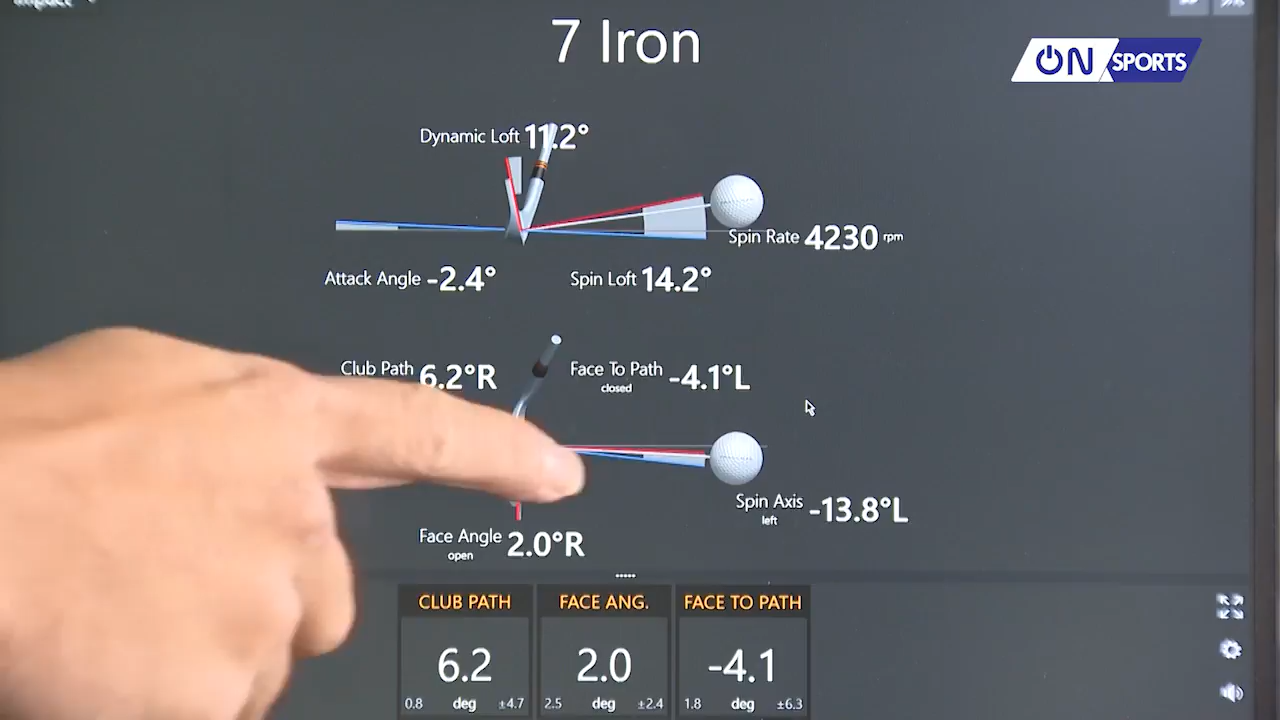 Impact
7 Iron
ON SPORTS
Dynamic Loft 11.2°
Spin Rate 4230 rpm
Attack Angle -2.4°
Spin Loft 14.2°
Club Path 6.2°R
Face To Path -4.1°L
closed
Spin Axis -13.8°L
left
Face Angle 2.0°R
open
CLUB PATH
FACE ANG.
FACE TO PATH
6.2
2.0
-4.1
0.8 deg ±4.7
2.5 deg ±2.4
1.8 deg ±6.3